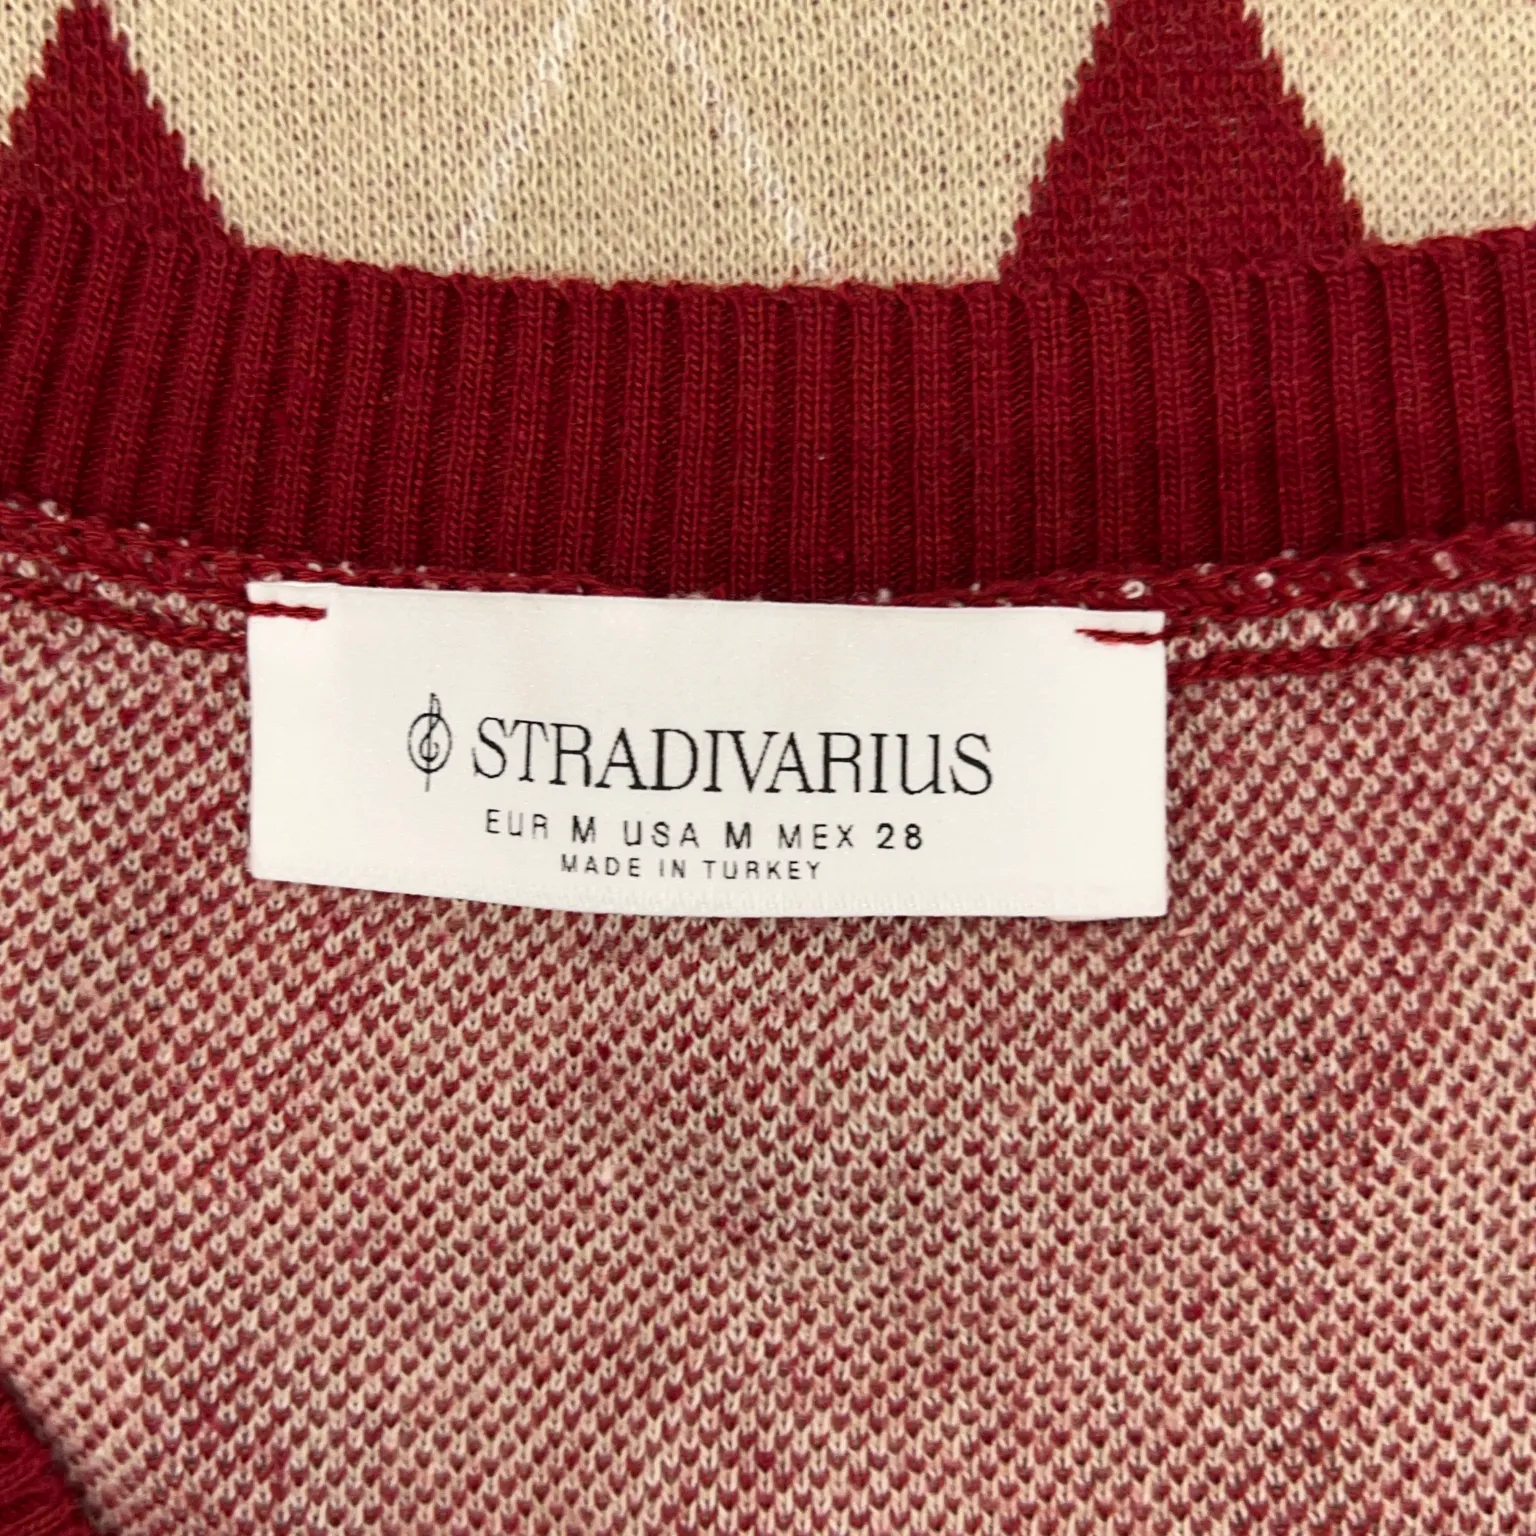 STRADIVARIUS
EUR M USA M MEX 28
MADE IN TURKEY